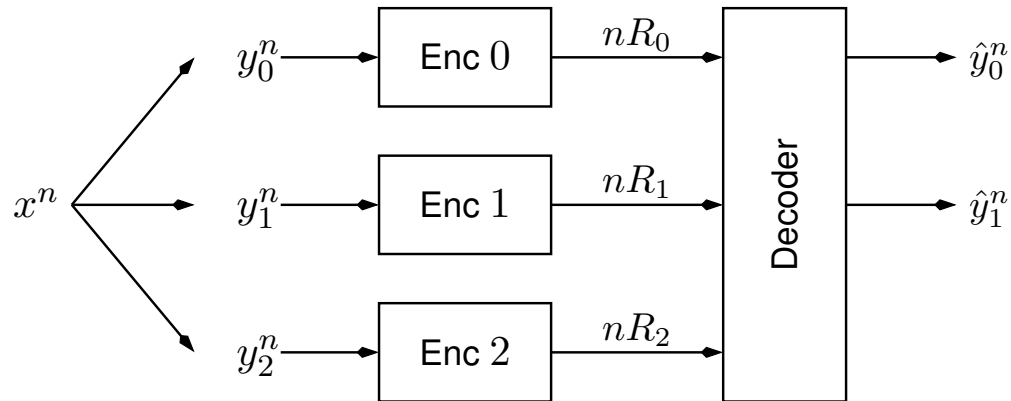 y_0^n Enc 0 nR_0 ŷ_0^n
x^n y_1^n Enc 1 nR_1 Decoder ŷ_1^n
y_2^n Enc 2 nR_2